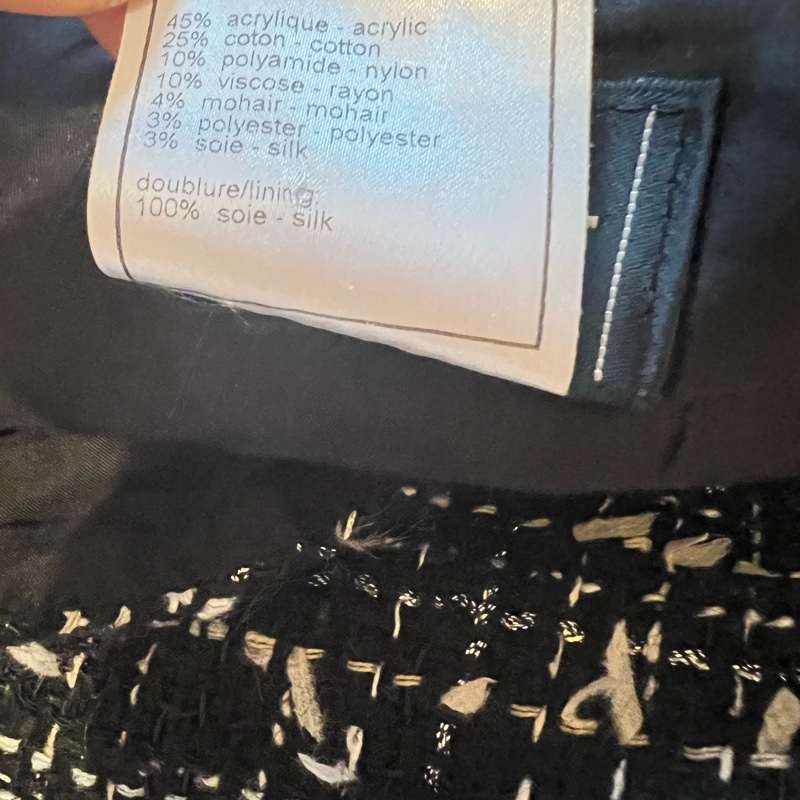 45% acrylique - acrylic
25% coton - cotton
10% polyamide - nylon
10% viscose - rayon
4% mohair - mohair
3% polyester - polyester
3% soie - silk
doublure/lining:
100% soie - silk